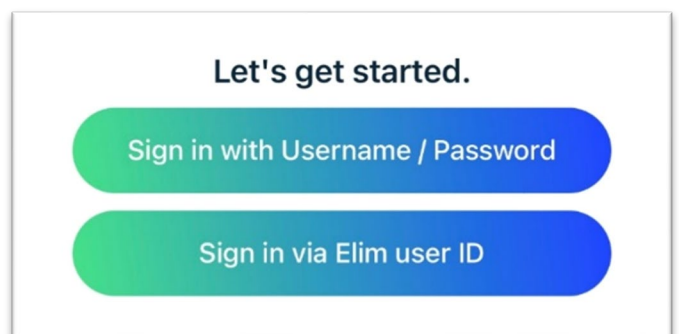 Let's get started.
Sign in with Username / Password
Sign in via Elim user ID